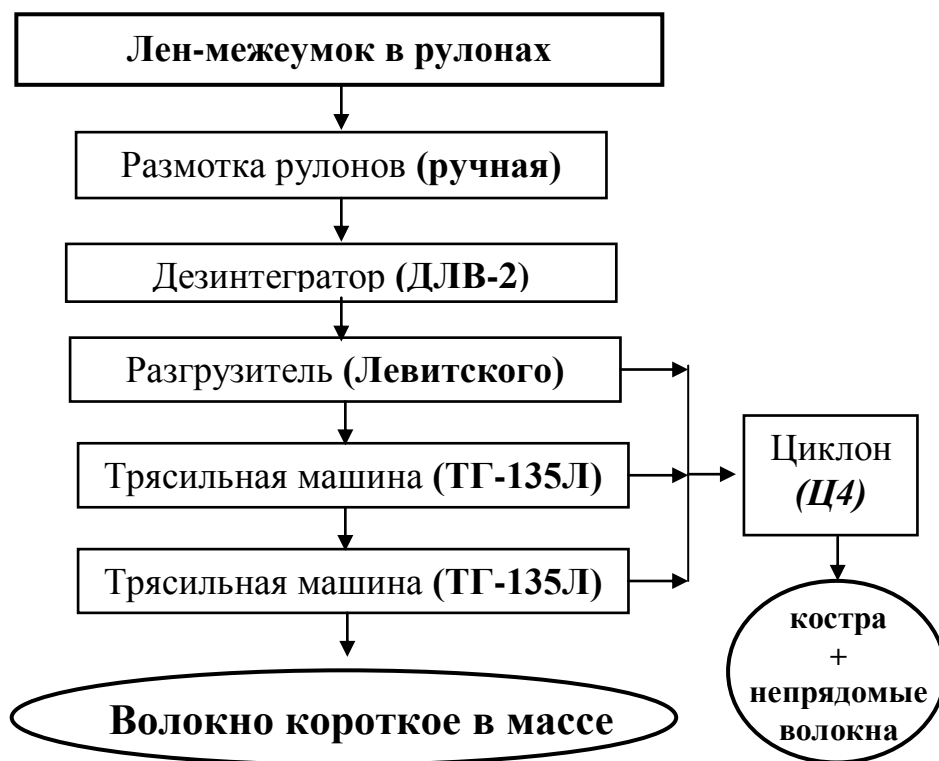 Лен-межеумок в рулонах
Размотка рулонов (ручная)
Дезинтегратор (ДЛВ-2)
Разгрузитель (Левитского)
Трясильная машина (ТГ-135Л)
Трясильная машина (ТГ-135Л)
Волокно короткое в массе
Циклон
(Ц4)
костра
+
непрядомые
волокна